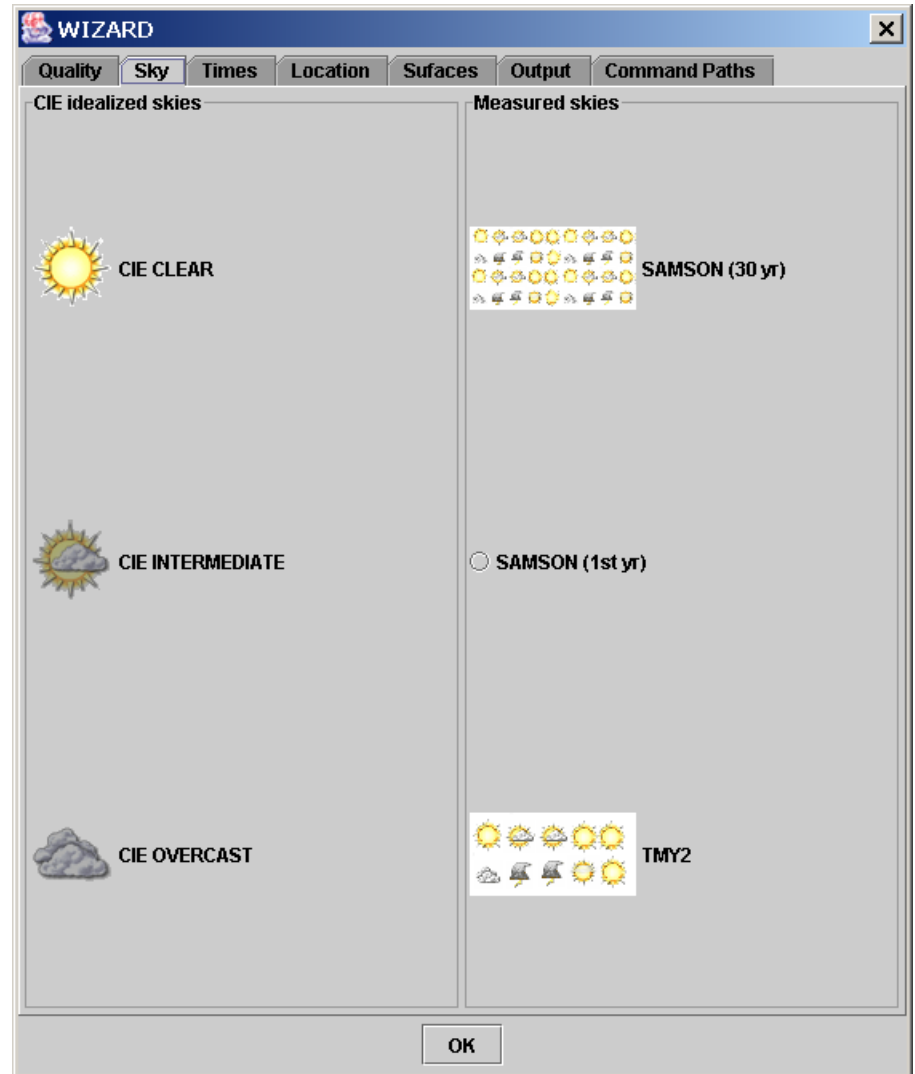 WIZARD
Quality Sky Times Location Sufaces Output Command Paths
CIE idealized skies
CIE CLEAR
CIE INTERMEDIATE
CIE OVERCAST
Measured skies
SAMSON (30 yr)
SAMSON (1st yr)
TMY2
OK